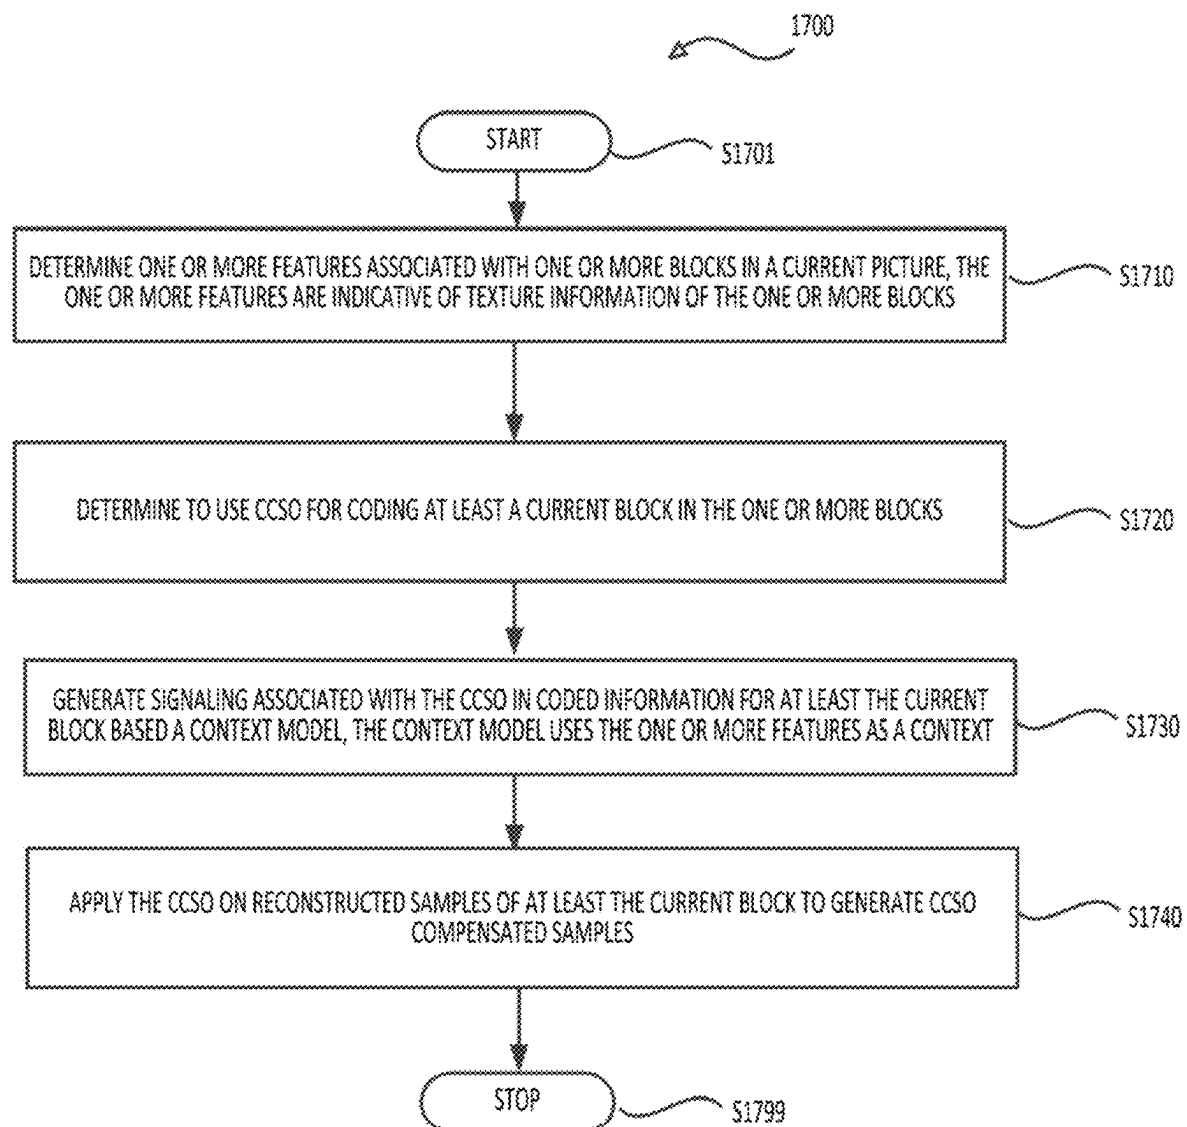 1700
START
S1701
DETERMINE ONE OR MORE FEATURES ASSOCIATED WITH ONE OR MORE BLOCKS IN A CURRENT PICTURE, THE
ONE OR MORE FEATURES ARE INDICATIVE OF TEXTURE INFORMATION OF THE ONE OR MORE BLOCKS
S1710
DETERMINE TO USE CCSO FOR CODING AT LEAST A CURRENT BLOCK IN THE ONE OR MORE BLOCKS
S1720
GENERATE SIGNALING ASSOCIATED WITH THE CCSO IN CODED INFORMATION FOR AT LEAST THE CURRENT
BLOCK BASED A CONTEXT MODEL, THE CONTEXT MODEL USES THE ONE OR MORE FEATURES AS A CONTEXT
S1730
APPLY THE CCSO ON RECONSTRUCTED SAMPLES OF AT LEAST THE CURRENT BLOCK TO GENERATE CCSO
COMPENSATED SAMPLES
S1740
STOP
S1799